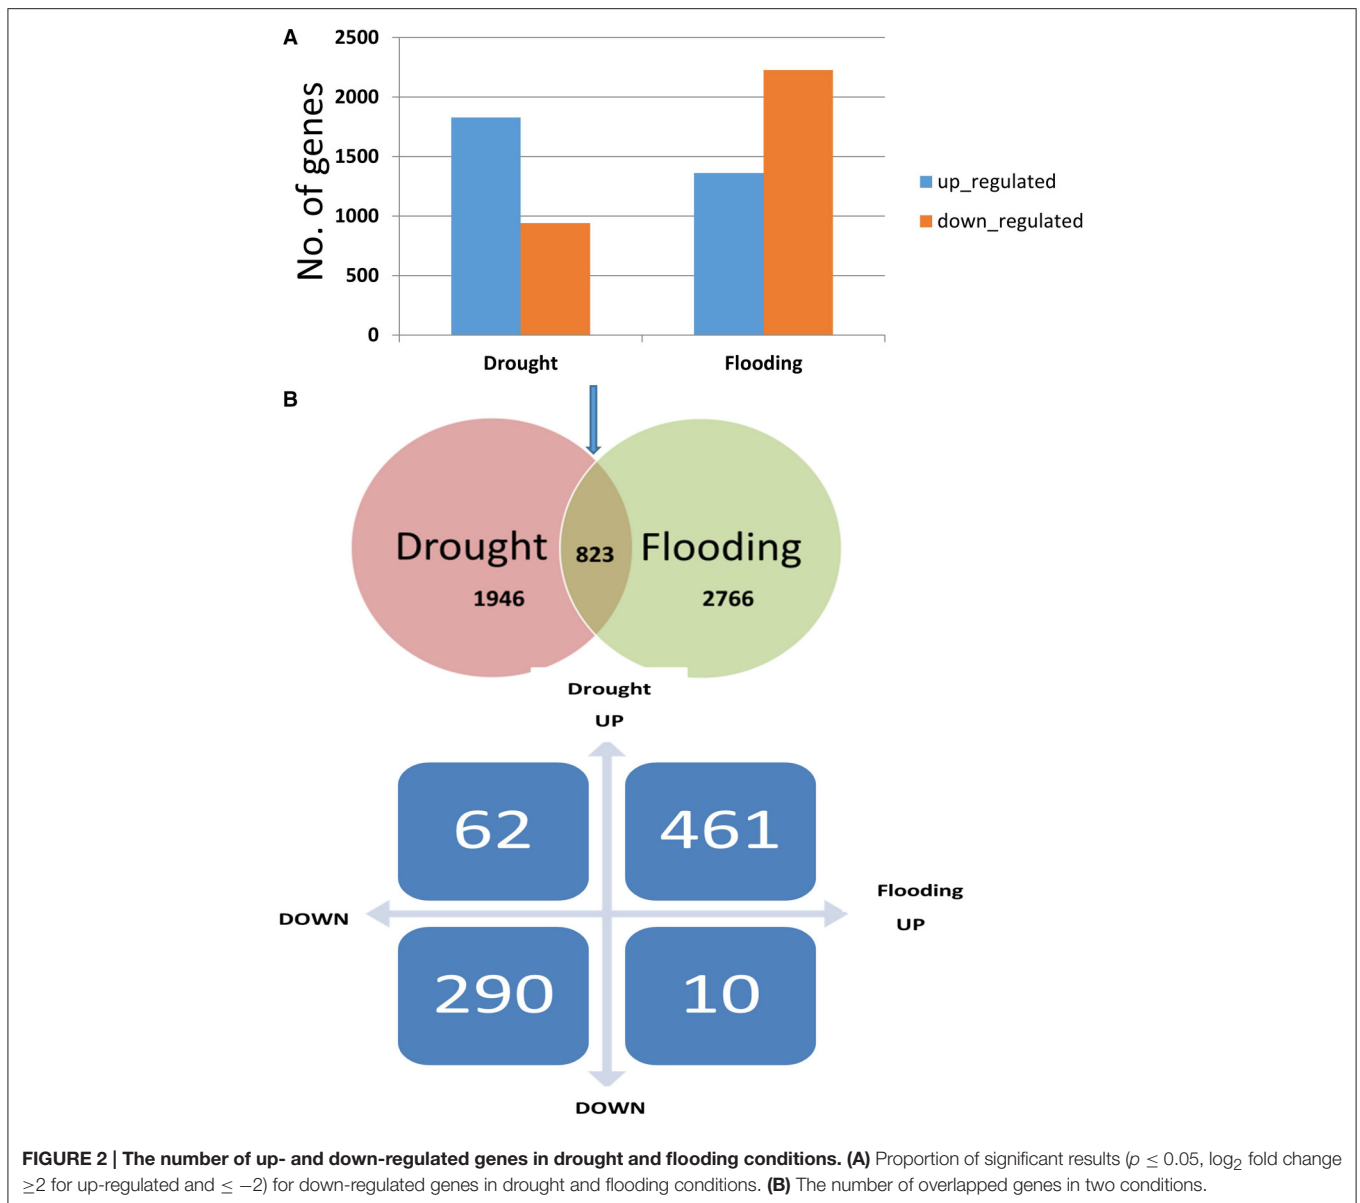 A
No. of genes
2500
2000
1500
1000
500
0
Drought
Flooding
up_regulated
down_regulated
B
Drought
823
Flooding
1946
2766
Drought
UP
62
461
Flooding
DOWN
UP
290
10
DOWN
FIGURE 2 | The number of up- and down-regulated genes in drought and flooding conditions. (A) Proportion of significant results (p ≤ 0.05, log₂ fold change
≥2 for up-regulated and ≤ −2) for down-regulated genes in drought and flooding conditions. (B) The number of overlapped genes in two conditions.